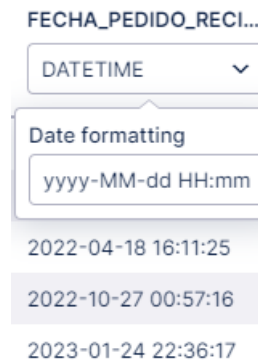 FECHA_PEDIDO_RECI...
DATETIME
Date formatting
yyyy-MM-dd HH:mm
2022-04-18 16:11:25
2022-10-27 00:57:16
2023-01-24 22:36:17